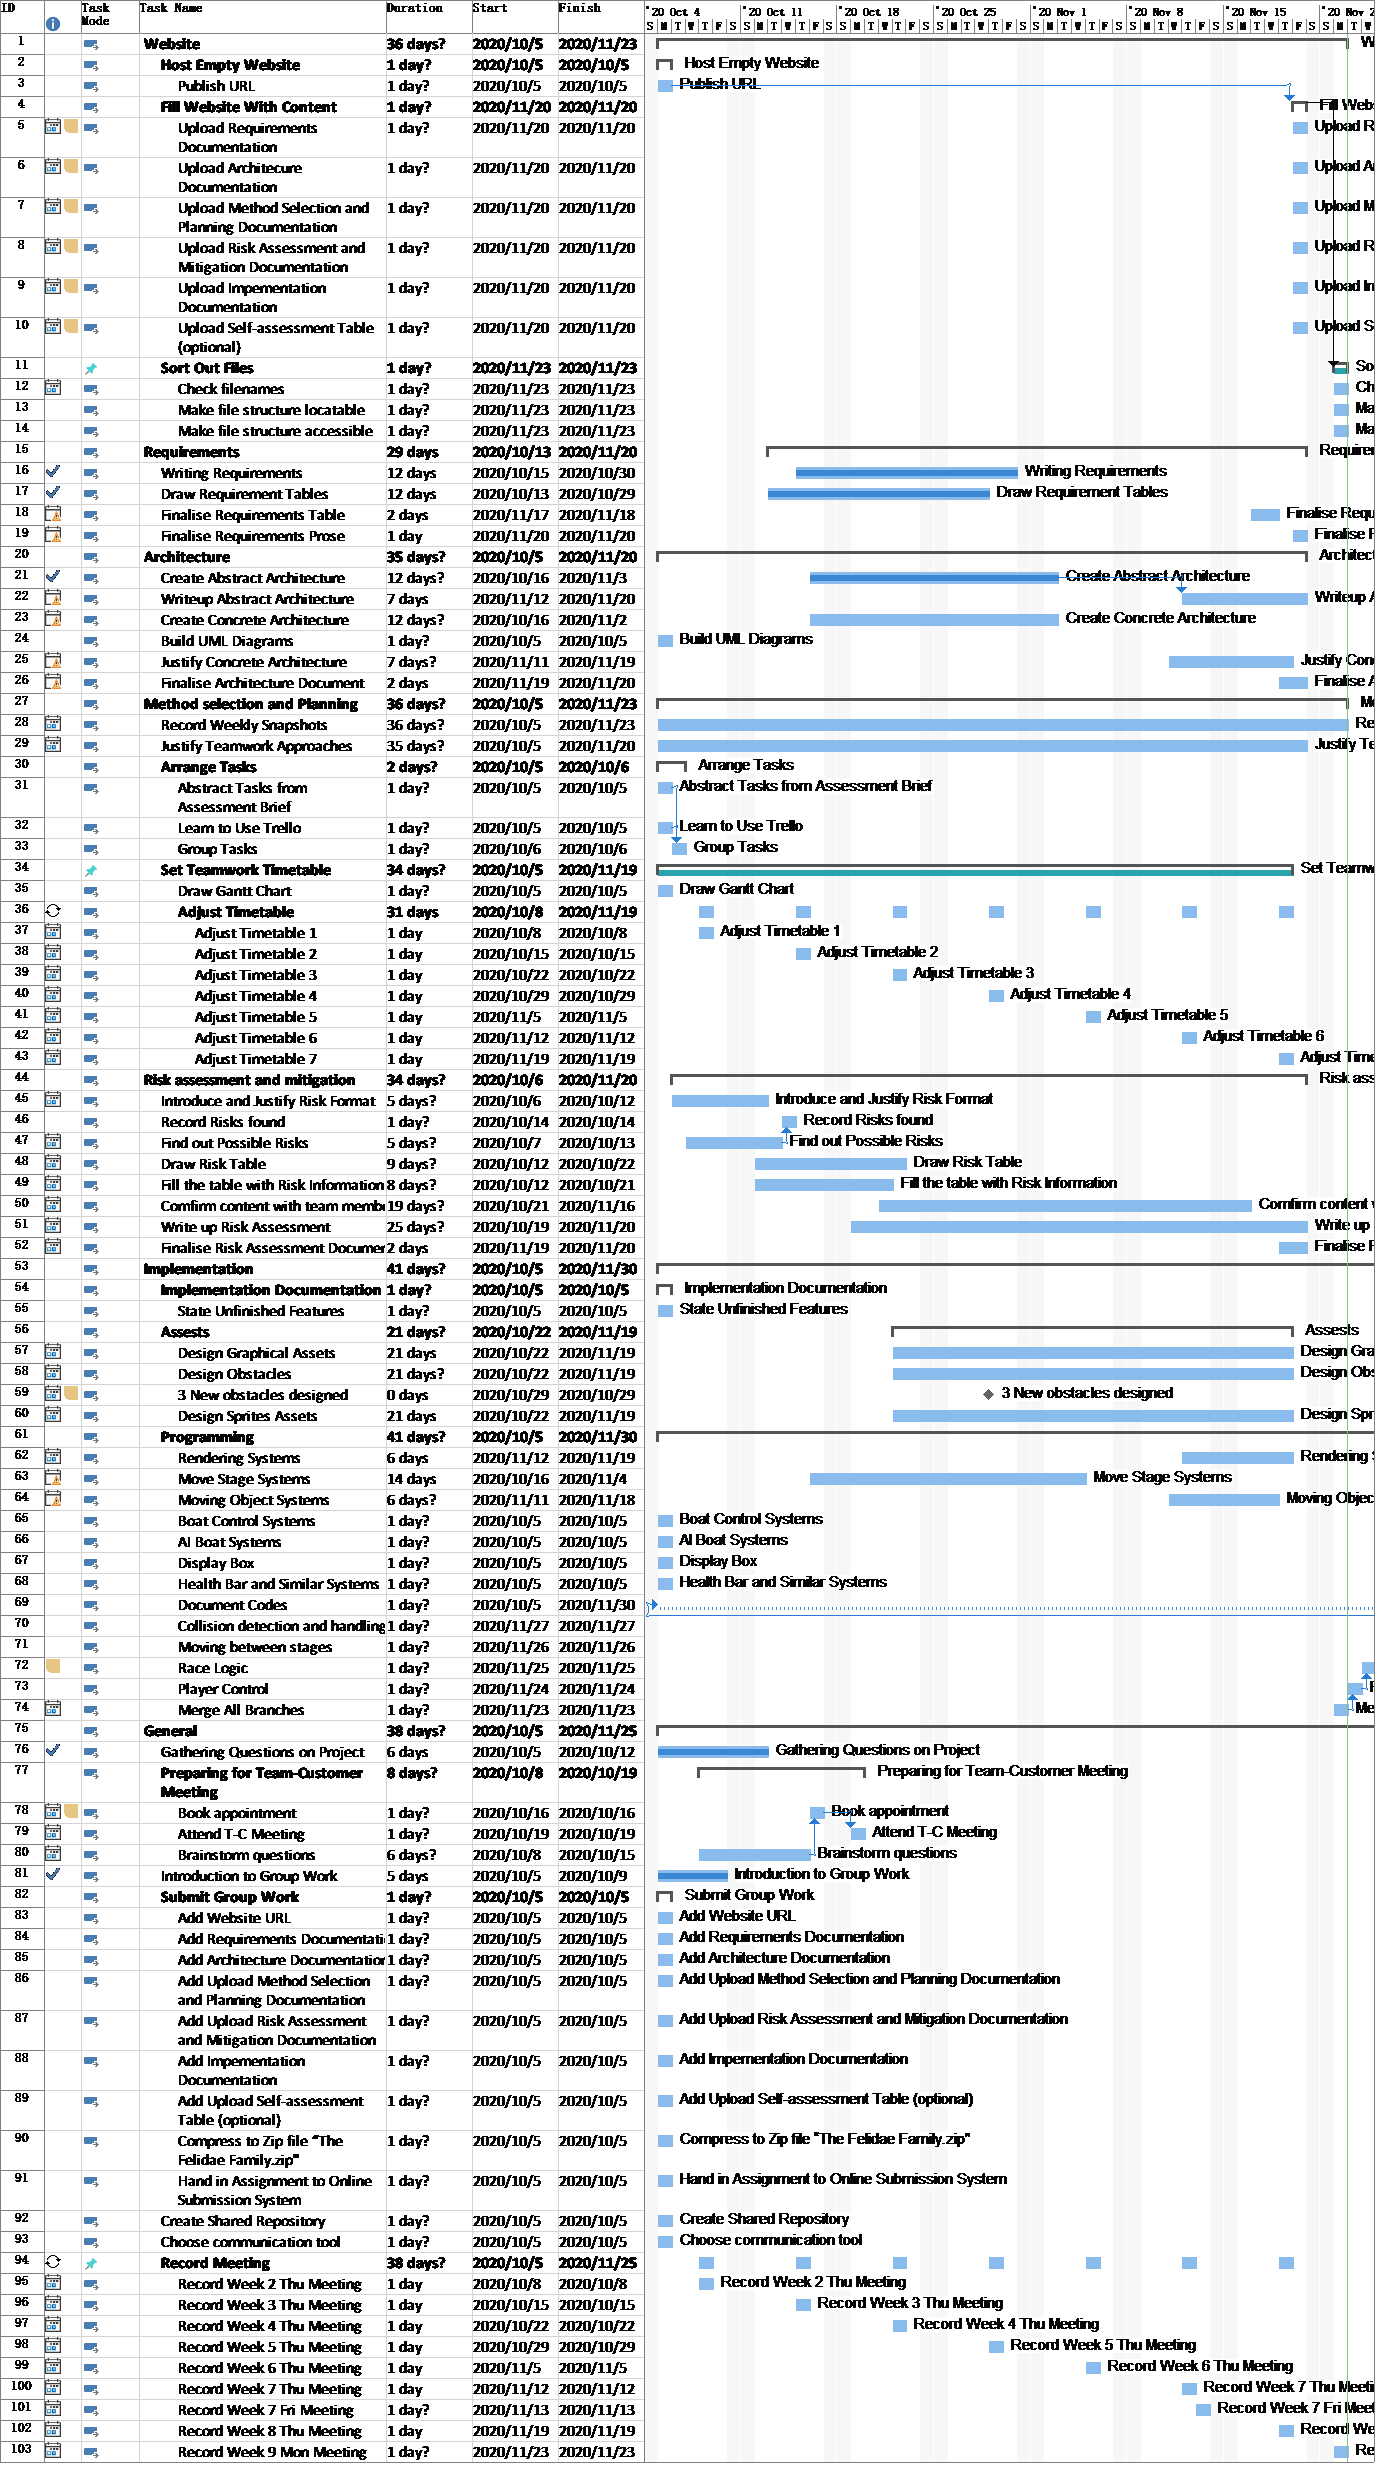 ID Task Mode Task Name Duration Start Finish '20 Oct 4 '20 Oct 11 '20 Oct 18 '20 Oct 25 '20 Nov 1 '20 Nov 8 '20 Nov 15 '20 Nov 2
S M T W T F S S M T W T F S S M T W T F S S M T W T F S S M T W T F S S M T W T F S S M T W T F S S M T W
1 Website 36 days? 2020/10/5 2020/11/23 W
2 Host Empty Website 1 day? 2020/10/5 2020/10/5 Host Empty Website
3 Publish URL 1 day? 2020/10/5 2020/10/5 Publish URL
4 Fill Website With Content 1 day? 2020/11/20 2020/11/20 Fill Webs
5 Upload Requirements 1 day? 2020/11/20 2020/11/20 Upload R
Documentation
6 Upload Architecure 1 day? 2020/11/20 2020/11/20 Upload A
Documentation
7 Upload Method Selection and 1 day? 2020/11/20 2020/11/20 Upload M
Planning Documentation
8 Upload Risk Assessment and 1 day? 2020/11/20 2020/11/20 Upload R
Mitigation Documentation
9 Upload Impementation 1 day? 2020/11/20 2020/11/20 Upload In
Documentation
10 Upload Self-assessment Table 1 day? 2020/11/20 2020/11/20 Upload S
(optional)
11 Sort Out Files 1 day? 2020/11/23 2020/11/23 So
12 Check filenames 1 day? 2020/11/23 2020/11/23 Ch
13 Make file structure locatable 1 day? 2020/11/23 2020/11/23 Ma
14 Make file structure accessible 1 day? 2020/11/23 2020/11/23 Ma
15 Requirements 29 days 2020/10/13 2020/11/20 Requirem
16 Writing Requirements 12 days 2020/10/15 2020/10/30 Writing Requirements
17 Draw Requirement Tables 12 days 2020/10/13 2020/10/29 Draw Requirement Tables
18 Finalise Requirements Table 2 days 2020/11/17 2020/11/18 Finalise Requ
19 Finalise Requirements Prose 1 day 2020/11/20 2020/11/20 Finalise F
20 Architecture 35 days? 2020/10/5 2020/11/20 Architect
21 Create Abstract Architecture 12 days? 2020/10/16 2020/11/3 Create Abstract Architecture
22 Writeup Abstract Architecture 7 days 2020/11/12 2020/11/20 Writeup A
23 Create Concrete Architecture 12 days? 2020/10/16 2020/11/2 Create Concrete Architecture
24 Build UML Diagrams 1 day? 2020/10/5 2020/10/5 Build UML Diagrams
25 Justify Concrete Architecture 7 days? 2020/11/11 2020/11/19 Justify Con
26 Finalise Architecture Document 2 days 2020/11/19 2020/11/20 Finalise A
27 Method selection and Planning 36 days? 2020/10/5 2020/11/23 Me
28 Record Weekly Snapshots 36 days? 2020/10/5 2020/11/23 Re
29 Justify Teamwork Approaches 35 days? 2020/10/5 2020/11/20 Justify Te
30 Arrange Tasks 2 days? 2020/10/5 2020/10/6 Arrange Tasks
31 Abstract Tasks from 1 day? 2020/10/5 2020/10/5 Abstract Tasks from Assessment Brief
Assessment Brief
32 Learn to Use Trello 1 day? 2020/10/5 2020/10/5 Learn to Use Trello
33 Group Tasks 1 day? 2020/10/6 2020/10/6 Group Tasks
34 Set Teamwork Timetable 34 days? 2020/10/5 2020/11/19 Set Teamw
35 Draw Gantt Chart 1 day? 2020/10/5 2020/10/5 Draw Gantt Chart
36 Adjust Timetable 31 days 2020/10/8 2020/11/19
37 Adjust Timetable 1 1 day 2020/10/8 2020/10/8 Adjust Timetable 1
38 Adjust Timetable 2 1 day 2020/10/15 2020/10/15 Adjust Timetable 2
39 Adjust Timetable 3 1 day 2020/10/22 2020/10/22 Adjust Timetable 3
40 Adjust Timetable 4 1 day 2020/10/29 2020/10/29 Adjust Timetable 4
41 Adjust Timetable 5 1 day 2020/11/5 2020/11/5 Adjust Timetable 5
42 Adjust Timetable 6 1 day 2020/11/12 2020/11/12 Adjust Timetable 6
43 Adjust Timetable 7 1 day 2020/11/19 2020/11/19 Adjust Time
44 Risk assessment and mitigation 34 days? 2020/10/6 2020/11/20 Risk ass
45 Introduce and Justify Risk Format 5 days? 2020/10/6 2020/10/12 Introduce and Justify Risk Format
46 Record Risks found 1 day 2020/10/14 2020/10/14 Record Risks found
47 Find out Possible Risks 5 days? 2020/10/7 2020/10/13 Find out Possible Risks
48 Draw Risk Table 9 days? 2020/10/12 2020/10/22 Draw Risk Table
49 Fill the table with Risk Information 8 days? 2020/10/12 2020/10/21 Fill the table with Risk Information
50 Comfirm content with team memb 19 days? 2020/10/21 2020/11/16 Comfirm content v
51 Write up Risk Assessment 25 days? 2020/10/19 2020/11/20 Write up
52 Finalise Risk Assessment Documer 2 days 2020/11/19 2020/11/20 Finalise F
53 Implementation 41 days? 2020/10/5 2020/11/30
54 Implementation Documentation 1 day? 2020/10/5 2020/10/5 Implementation Documentation
55 State Unfinished Features 1 day? 2020/10/5 2020/10/5 State Unfinished Features
56 Assests 21 days? 2020/10/22 2020/11/19 Assests
57 Design Graphical Assets 21 days 2020/10/22 2020/11/19 Design Gra
58 Design Obstacles 21 days? 2020/10/22 2020/11/19 Design Obs
59 3 New obstacles designed 0 days 2020/10/29 2020/10/29 3 New obstacles designed
60 Design Sprites Assets 21 days 2020/10/22 2020/11/19 Design Spr
61 Programming 41 days? 2020/10/5 2020/11/30
62 Rendering Systems 6 days 2020/11/12 2020/11/19 Rendering S
63 Move Stage Systems 14 days 2020/10/16 2020/11/4 Move Stage Systems
64 Moving Object Systems 6 days? 2020/11/11 2020/11/18 Moving Objec
65 Boat Control Systems 1 day? 2020/10/5 2020/10/5 Boat Control Systems
66 AI Boat Systems 1 day? 2020/10/5 2020/10/5 AI Boat Systems
67 Display Box 1 day? 2020/10/5 2020/10/5 Display Box
68 Health Bar and Similar Systems 1 day? 2020/10/5 2020/10/5 Health Bar and Similar Systems
69 Document Codes 1 day? 2020/10/5 2020/11/30
70 Collision detection and handling 1 day? 2020/11/27 2020/11/27
71 Moving between stages 1 day? 2020/11/26 2020/11/26
72 Race Logic 1 day? 2020/11/25 2020/11/25
73 Player Control 1 day? 2020/11/24 2020/11/24
74 Merge All Branches 1 day? 2020/11/23 2020/11/23 Me
75 General 38 days? 2020/10/5 2020/11/25
76 Gathering Questions on Project 6 days 2020/10/5 2020/10/12 Gathering Questions on Project
77 Preparing for Team-Customer 8 days? 2020/10/8 2020/10/19 Preparing for Team-Customer Meeting
Meeting
78 Book appointment 1 day? 2020/10/16 2020/10/16 Book appointment
79 Attend T-C Meeting 1 day? 2020/10/19 2020/10/19 Attend T-C Meeting
80 Brainstorm questions 6 days? 2020/10/8 2020/10/15 Brainstorm questions
81 Introduction to Group Work 5 days 2020/10/5 2020/10/9 Introduction to Group Work
82 Submit Group Work 1 day? 2020/10/5 2020/10/5 Submit Group Work
83 Add Website URL 1 day? 2020/10/5 2020/10/5 Add Website URL
84 Add Requirements Documentati 1 day? 2020/10/5 2020/10/5 Add Requirements Documentation
85 Add Architecture Documentation 1 day? 2020/10/5 2020/10/5 Add Architecture Documentation
86 Add Upload Method Selection 1 day? 2020/10/5 2020/10/5 Add Upload Method Selection and Planning Documentation
and Planning Documentation
87 Add Upload Risk Assessment 1 day? 2020/10/5 2020/10/5 Add Upload Risk Assessment and Mitigation Documentation
and Mitigation Documentation
88 Add Impementation 1 day? 2020/10/5 2020/10/5 Add Impementation Documentation
Documentation
89 Add Upload Self-assessment 1 day? 2020/10/5 2020/10/5 Add Upload Self-assessment Table (optional)
Table (optional)
90 Compress to Zip file "The 1 day? 2020/10/5 2020/10/5 Compress to Zip file "The Felidae Family.zip"
Felidae Family.zip"
91 Hand in Assignment to Online 1 day? 2020/10/5 2020/10/5 Hand in Assignment to Online Submission System
Submission System
92 Create Shared Repository 1 day? 2020/10/5 2020/10/5 Create Shared Repository
93 Choose communication tool 1 day? 2020/10/5 2020/10/5 Choose communication tool
94 Record Meeting 38 days? 2020/10/5 2020/11/25
95 Record Week 2 Thu Meeting 1 day 2020/10/8 2020/10/8 Record Week 2 Thu Meeting
96 Record Week 3 Thu Meeting 1 day 2020/10/15 2020/10/15 Record Week 3 Thu Meeting
97 Record Week 4 Thu Meeting 1 day 2020/10/22 2020/10/22 Record Week 4 Thu Meeting
98 Record Week 5 Thu Meeting 1 day 2020/10/29 2020/10/29 Record Week 5 Thu Meeting
99 Record Week 6 Thu Meeting 1 day 2020/11/5 2020/11/5 Record Week 6 Thu Meeting
100 Record Week 7 Thu Meeting 1 day 2020/11/12 2020/11/12 Record Week 7 Thu Meeti
101 Record Week 7 Fri Meeting 1 day? 2020/11/13 2020/11/13 Record Week 7 Fri Meet
102 Record Week 8 Thu Meeting 1 day 2020/11/19 2020/11/19 Record We
103 Record Week 9 Mon Meeting 1 day? 2020/11/23 2020/11/23 Re